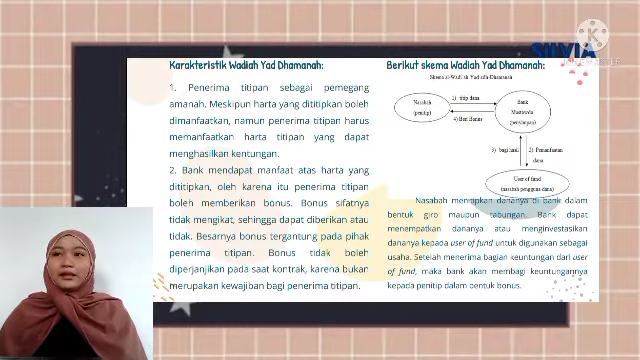 SILVIA
KINEMASTER
Karakteristik Wadiah Yad Dhamanah:
1. Penerima titipan sebagai pemegang
amanah. Meskipun harta yang dititipkan boleh
dimanfaatkan, namun penerima titipan harus
memanfaatkan harta titipan yang dapat
menghasilkan kentungan.
2. Bank mendapat manfaat atas harta yang
dititipkan, oleh karena itu penerima titipan
boleh memberikan bonus. Bonus sifatnya
tidak mengikat, sehingga dapat diberikan atau
tidak. Besarnya bonus tergantung pada pihak
penerima titipan. Bonus tidak boleh
diperjanjikan pada saat kontrak, karena bukan
merupakan kewajiban bagi penerima titipan.
Berikut skema Wadiah Yad Dhamanah:
Skema al-Wadi'ah Yad adh-Dhamanah
Nasabah
(penitip)
1) titip dana
4) Beri Bonus
Bank
Mustawda'
(penyimpan)
3) bagi hasil
2) Pemanfaatan
dana
User of fund
(nasabah pengguna dana)
Nasabah menitipkan dananya di bank dalam
bentuk giro maupun tabungan. Bank dapat
menempatkan dananya atau menginvestasikan
dananya kepada user of fund untuk digunakan sebagai
usaha. Setelah menerima bagian keuntungan dari user
of fund, maka bank akan membagi keuntungannya
kepada penitip dalam bentuk bonus.